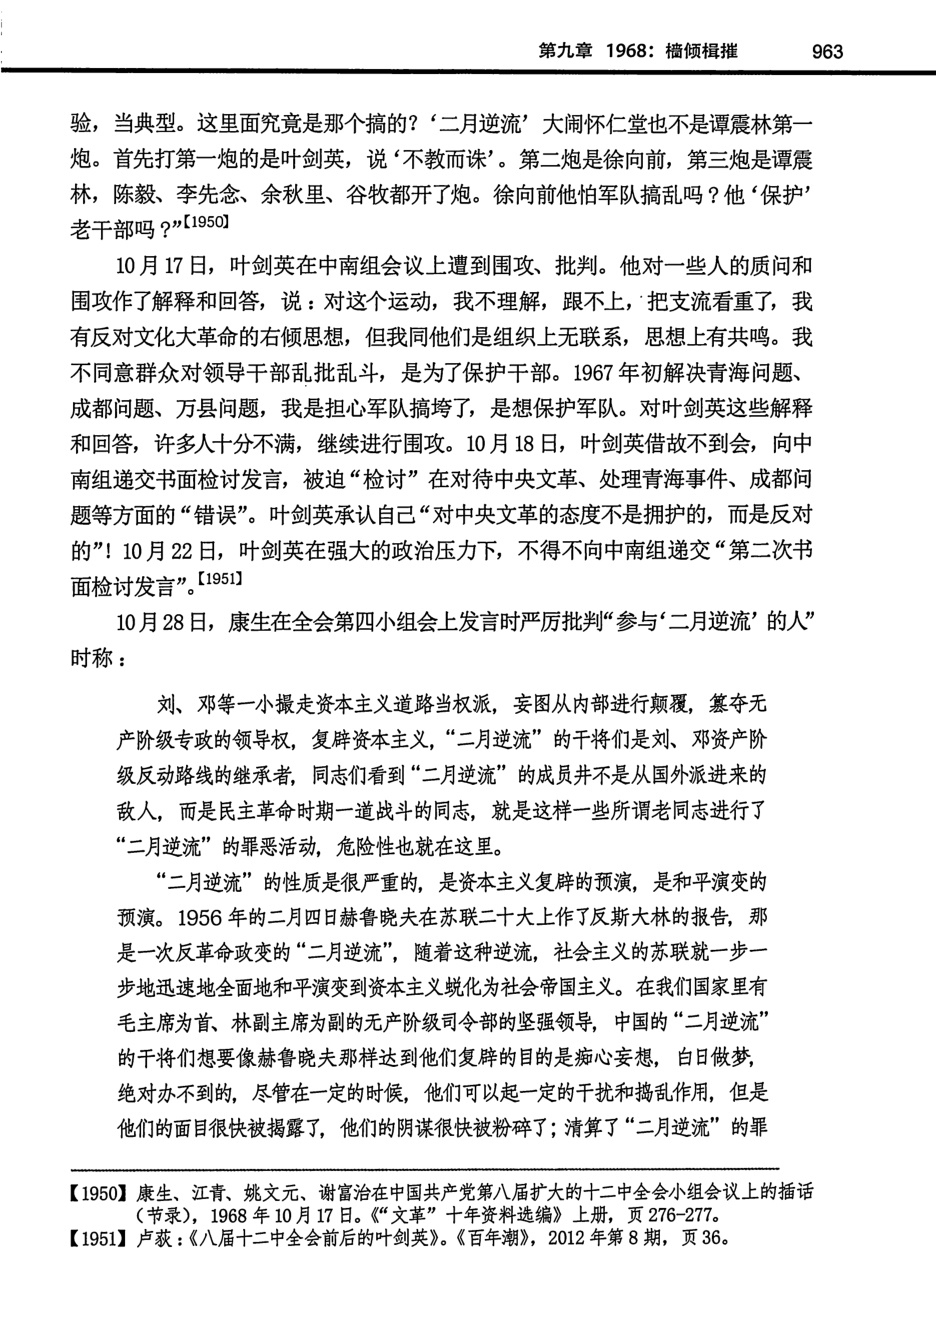 第九章 1968：檣倾楫摧 963
验，当典型。这里面究竟是那个搞的？‘二月逆流’大闹怀仁堂也不是谭震林第一
炮。首先打第一炮的是叶剑英，说‘不教而诛’。第二炮是徐向前，第三炮是谭震
林，陈毅、李先念、余秋里、谷牧都开了炮。徐向前他怕军队搞乱吗？他‘保护’
老干部吗？”【1950】
10月17日，叶剑英在中南组会议上遭到围攻、批判。他对一些人的质问和
围攻作了解释和回答，说：对这个运动，我不理解，跟不上，把支流看重了，我
有反对文化大革命的右倾思想，但我同他们是组织上无联系，思想上有共鸣。我
不同意群众对领导干部乱批乱斗，是为了保护干部。1967年初解决青海问题、
成都问题、万县问题，我是担心军队搞垮了，是想保护军队。对叶剑英这些解释
和回答，许多人十分不满，继续进行围攻。10月18日，叶剑英借故不到会，向中
南组递交书面检讨发言，被迫“检讨”在对待中央文革、处理青海事件、成都问
题等方面的“错误”。叶剑英承认自己“对中央文革的态度不是拥护的，而是反对
的”！10月22日，叶剑英在强大的政治压力下，不得不向中南组递交“第二次书
面检讨发言”。【1951】
10月28日，康生在全会第四小组会上发言时严厉批判“参与‘二月逆流’的人”
时称：
刘、邓等一小撮走资本主义道路当权派，妄图从内部进行颠覆，篡夺无
产阶级专政的领导权，复辟资本主义，“二月逆流”的干将们是刘、邓资产阶
级反动路线的继承者，同志们看到“二月逆流”的成员井不是从国外派进来的
敌人，而是民主革命时期一道战斗的同志，就是这样一些所谓老同志进行了
“二月逆流”的罪恶活动，危险性也就在这里。
“二月逆流”的性质是很严重的，是资本主义复辟的预演，是和平演变的
预演。1956年的二月四日赫鲁晓夫在苏联二十大上作了反斯大林的报告，那
是一次反革命政变的“二月逆流”，随着这种逆流，社会主义的苏联就一步一
步地迅速地全面地和平演变到资本主义蜕化为社会帝国主义。在我们国家里有
毛主席为首、林副主席为副的无产阶级司令部的坚强领导，中国的“二月逆流”
的干将们想要像赫鲁晓夫那样达到他们复辟的目的是痴心妄想，白日做梦，
绝对办不到的，尽管在一定的时候，他们可以起一定的干扰和捣乱作用，但是
他们的面目很快被揭露了，他们的阴谋很快被粉碎了；清算了“二月逆流”的罪
【1950】康生、江青、姚文元、谢富治在中国共产党第八届扩大的十二中全会小组会议上的插话
（节录），1968年10月17日。《“文革”十年资料选编》上册，页276-277。
【1951】卢荻：《八届十二中全会前后的叶剑英》。《百年潮》，2012年第8期，页36。